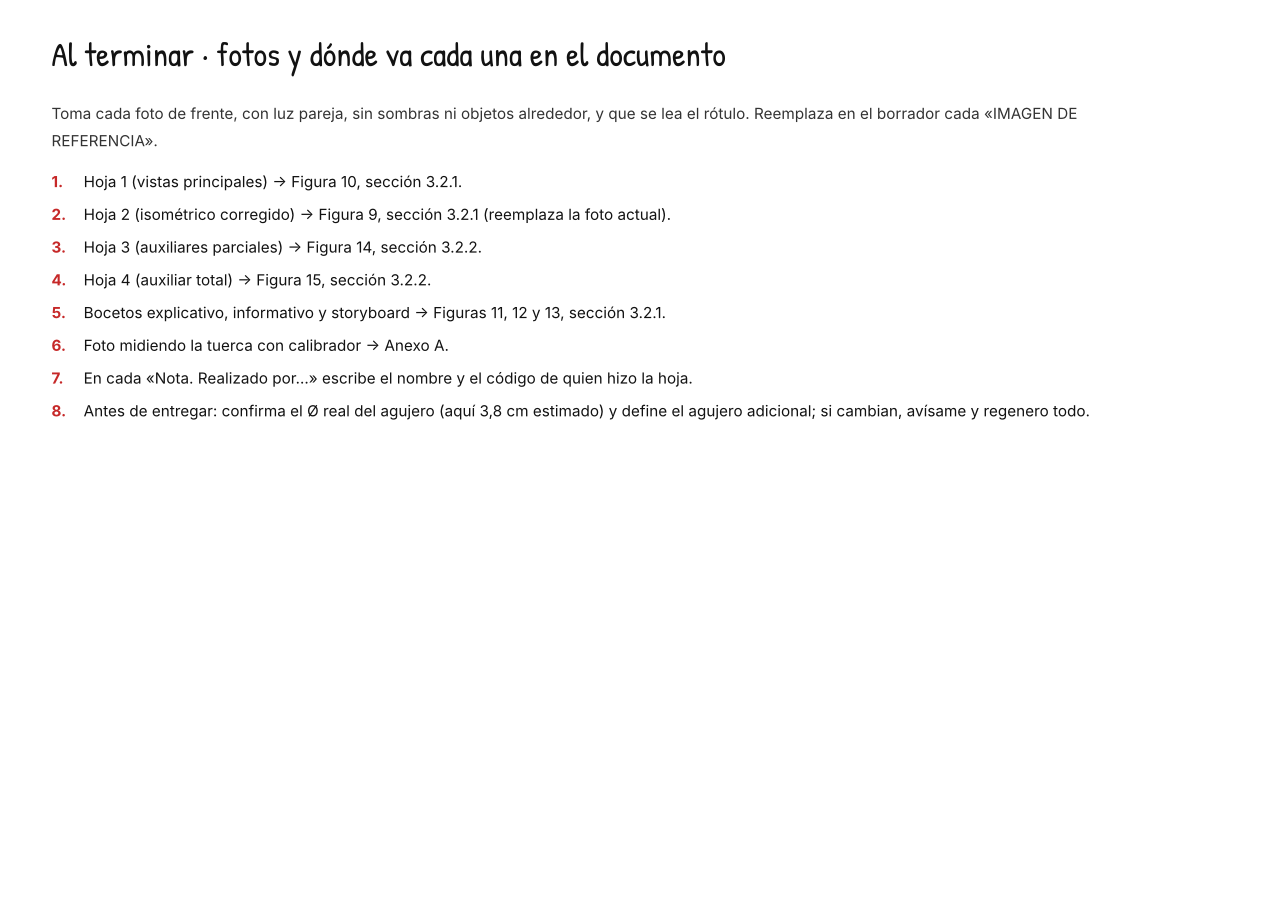 Al terminar · fotos y dónde va cada una en el documento
Toma cada foto de frente, con luz pareja, sin sombras ni objetos alrededor, y que se lea el rótulo. Reemplaza en el borrador cada «IMAGEN DE
REFERENCIA».
1. Hoja 1 (vistas principales) → Figura 10, sección 3.2.1.
2. Hoja 2 (isométrico corregido) → Figura 9, sección 3.2.1 (reemplaza la foto actual).
3. Hoja 3 (auxiliares parciales) → Figura 14, sección 3.2.2.
4. Hoja 4 (auxiliar total) → Figura 15, sección 3.2.2.
5. Bocetos explicativo, informativo y storyboard → Figuras 11, 12 y 13, sección 3.2.1.
6. Foto midiendo la tuerca con calibrador → Anexo A.
7. En cada «Nota. Realizado por...» escribe el nombre y el código de quien hizo la hoja.
8. Antes de entregar: confirma el Ø real del agujero (aquí 3,8 cm estimado) y define el agujero adicional; si cambian, avísame y regenero todo.